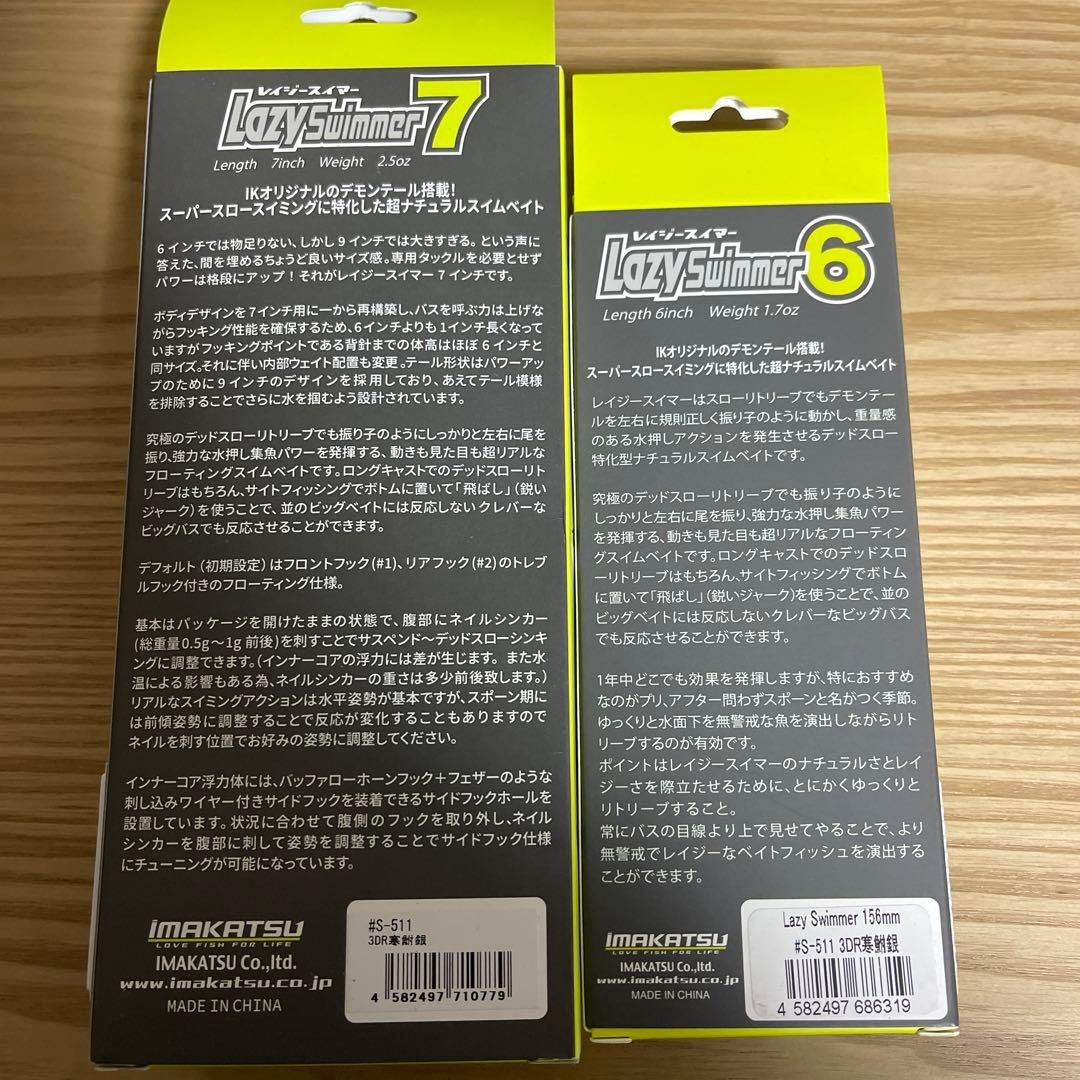 レイジースイマー
Lazy Swimmer 7
Length 7inch Weight 2.5oz
IKオリジナルのデモンテール搭載!
スーパースロースイミングに特化した超ナチュラルスイムベイト
6インチでは物足りない、しかし9インチでは大きすぎる。という声に
答えた、間を埋めるちょうど良いサイズ感。専用タックルを必要とせず
パワーは格段にアップ!それがレイジースイマー7インチです。
ボディデザインを7インチ用に一から再構築し、バスを呼ぶ力は上げな
がらフッキング性能を確保するため、6インチよりも1インチ長くなって
いますがフッキングポイントである背針までの体高はほぼ6インチと
同サイズ。それに伴い内部ウェイト配置も変更。テール形状はパワーアッ
プのために9インチのデザインを採用しており、あえてテール模様
を排除することでさらに水を掴むよう設計されています。
究極のデッドスローリトリーブでも振り子のようにしっかりと左右に尾を
振り、強力な水押し集魚パワーを発揮する、動きも見た目も超リアルな
フローティングスイムベイトです。ロングキャストでのデッドスローリト
リーブはもちろん、サイトフィッシングでボトムに置いて「飛ばし」(鋭い
ジャーク)を使うことで、並のビッグベイトには反応しないクレバーな
ビッグバスでも反応させることができます。
デフォルト(初期設定)はフロントフック(#1)、リアフック(#2)のトレブ
ルフック付きのフローティング仕様。
基本はパッケージを開けたままの状態で、腹部にネイルシンカー
(総重量0.5g〜1g前後)を刺すことでサスペンド〜デッドスローシンキ
ングに調整できます。(インナーコアの浮力には差が生じます。また水
温による影響もある為、ネイルシンカーの重さは多少前後致します。)
リアルなスイミングアクションは水平姿勢が基本ですが、スポーン期に
は前傾姿勢に調整することで反応が変化することもありますので
ネイルを刺す位置でお好みの姿勢に調整してください。
インナーコア浮力体には、バッファローホーンフック+フェザーのような
刺し込みワイヤー付きサイドフックを装着できるサイドフックホールを
設置しています。状況に合わせて腹側のフックを取り外し、ネイル
シンカーを腹部に刺して姿勢を調整することでサイドフック仕様
にチューニングが可能になっています。
IMAKATSU
LOVE FISH FOR LIFE
IMAKATSU Co.,ltd.
www.imakatsu.co.jp
MADE IN CHINA
#S-511
3DR寒鮒銀
4 582497 710779
レイジースイマー
Lazy Swimmer 6
Length 6inch Weight 1.7oz
IKオリジナルのデモンテール搭載!
スーパースロースイミングに特化した超ナチュラルスイムベイト
レイジースイマーはスローリトリーブでもデモンテー
ルを左右に規則正しく振り子のように動かし、重量感
のある水押しアクションを発生させるデッドスロー
特化型ナチュラルスイムベイトです。
究極のデッドスローリトリーブでも振り子のように
しっかりと左右に尾を振り、強力な水押し集魚パワー
を発揮する、動きも見た目も超リアルなフローティン
グスイムベイトです。ロングキャストでのデッドスロー
リトリーブはもちろん、サイトフィッシングでボトム
に置いて「飛ばし」(鋭いジャーク)を使うことで、並の
ビッグベイトには反応しないクレバーなビッグバス
でも反応させることができます。
1年中どこでも効果を発揮しますが、特におすすめ
なのがプリ、アフター問わずスポーンと名がつく季節。
ゆっくりと水面下を無警戒な魚を演出しながらリト
リーブするのが有効です。
ポイントはレイジースイマーのナチュラルさとレイ
ジーさを際立たせるために、とにかくゆっくりと
リトリーブすること。
常にバスの目線より上で見せてやることで、より
無警戒でレイジーなベイトフィッシュを演出する
ことができます。
IMAKATSU
LOVE FISH FOR LIFE
IMAKATSU Co.,ltd.
www.imakatsu.co.jp
MADE IN CHINA
Lazy Swimmer 156mm
#S-511 3DR寒鮒銀
4 582497 686319